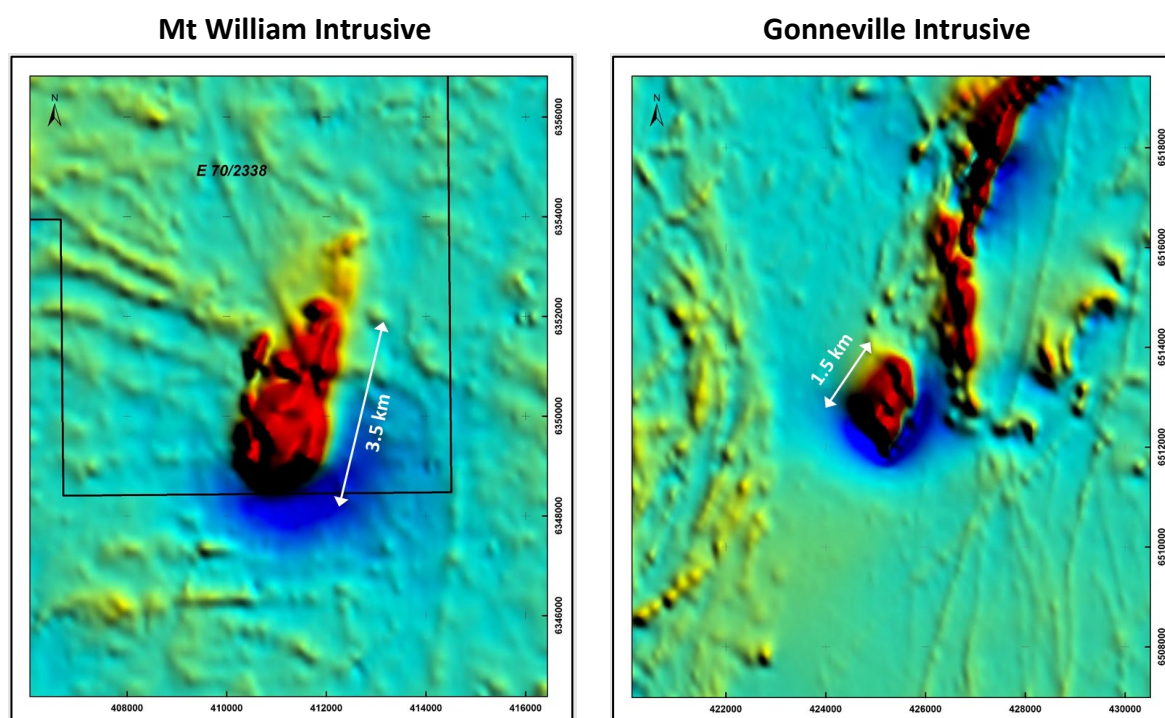 Mt William Intrusive
Gonneville Intrusive
N
E 70/2338
3.5 km
6356000
6354000
6352000
6350000
6348000
6346000
408000 410000 412000 414000 416000
N
1.5 km
6518000
6516000
6514000
6512000
6510000
6508000
422000 424000 426000 428000 430000